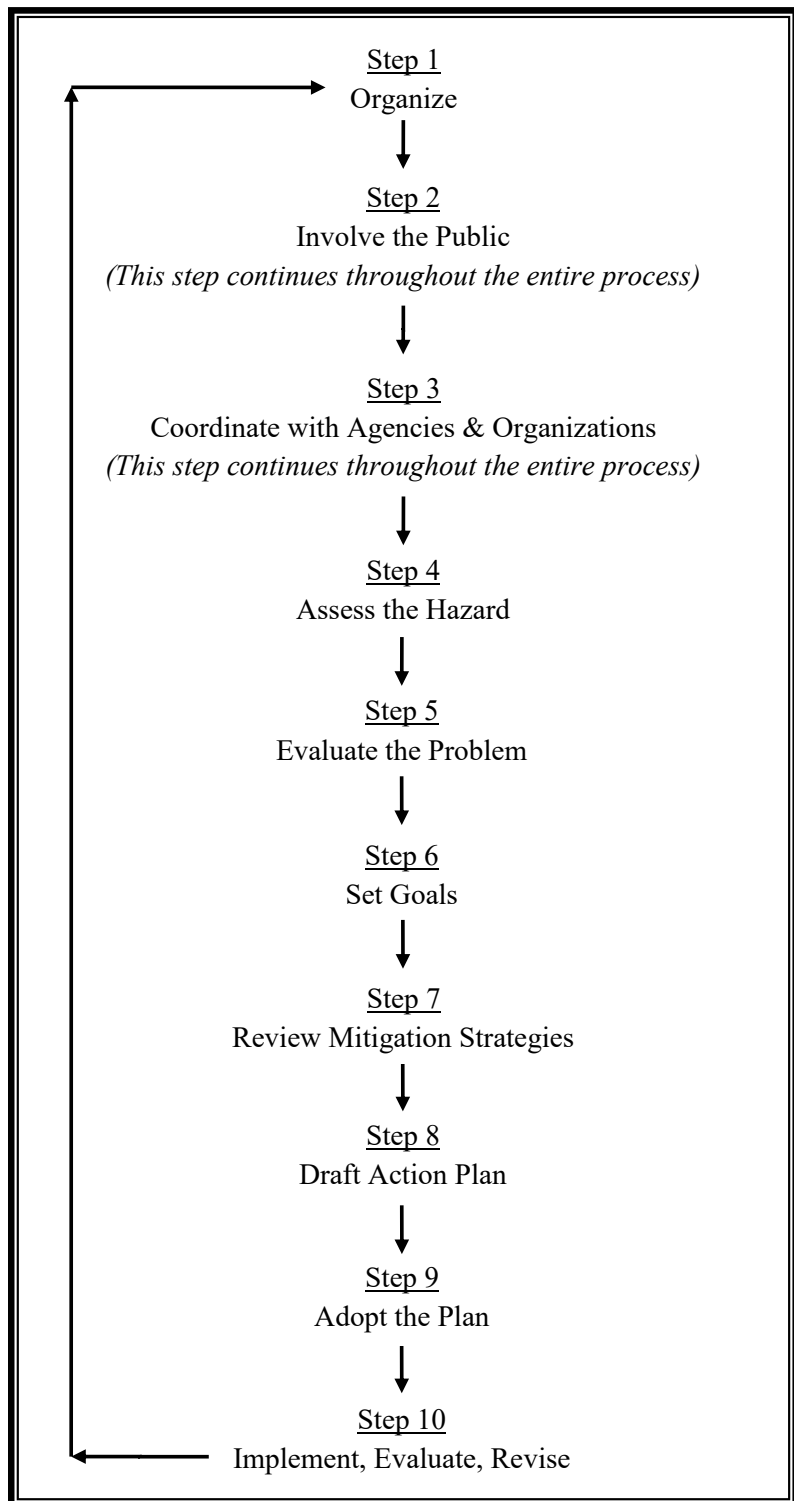 Step 1
Organize
Step 2
Involve the Public
(This step continues throughout the entire process)
Step 3
Coordinate with Agencies & Organizations
(This step continues throughout the entire process)
Step 4
Assess the Hazard
Step 5
Evaluate the Problem
Step 6
Set Goals
Step 7
Review Mitigation Strategies
Step 8
Draft Action Plan
Step 9
Adopt the Plan
Step 10
Implement, Evaluate, Revise